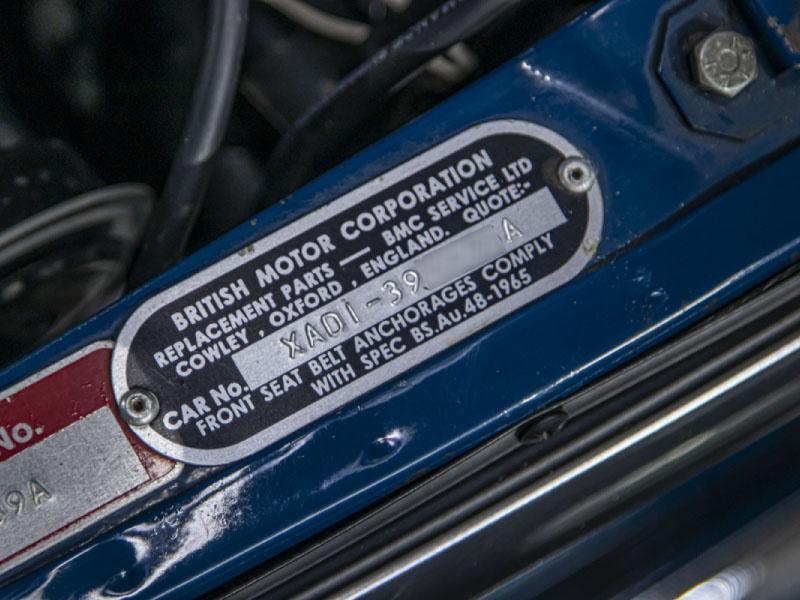 BRITISH MOTOR CORPORATION
REPLACEMENT PARTS — BMC SERVICE LTD
COWLEY, OXFORD, ENGLAND. QUOTE:-
CAR No. XAD1-39 A
FRONT SEAT BELT ANCHORAGES COMPLY
WITH SPEC BS.Au.48-1965
No.
9A